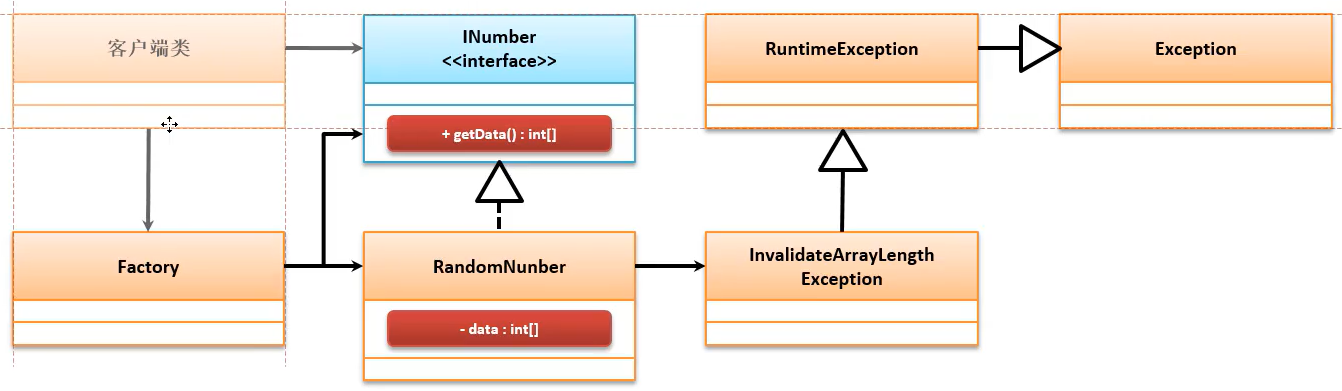 客户端类
INumber
<<interface>>
+ getData() : int[]
RuntimeException
Exception
Factory
RandomNunber
- data : int[]
InvalidateArrayLength
Exception